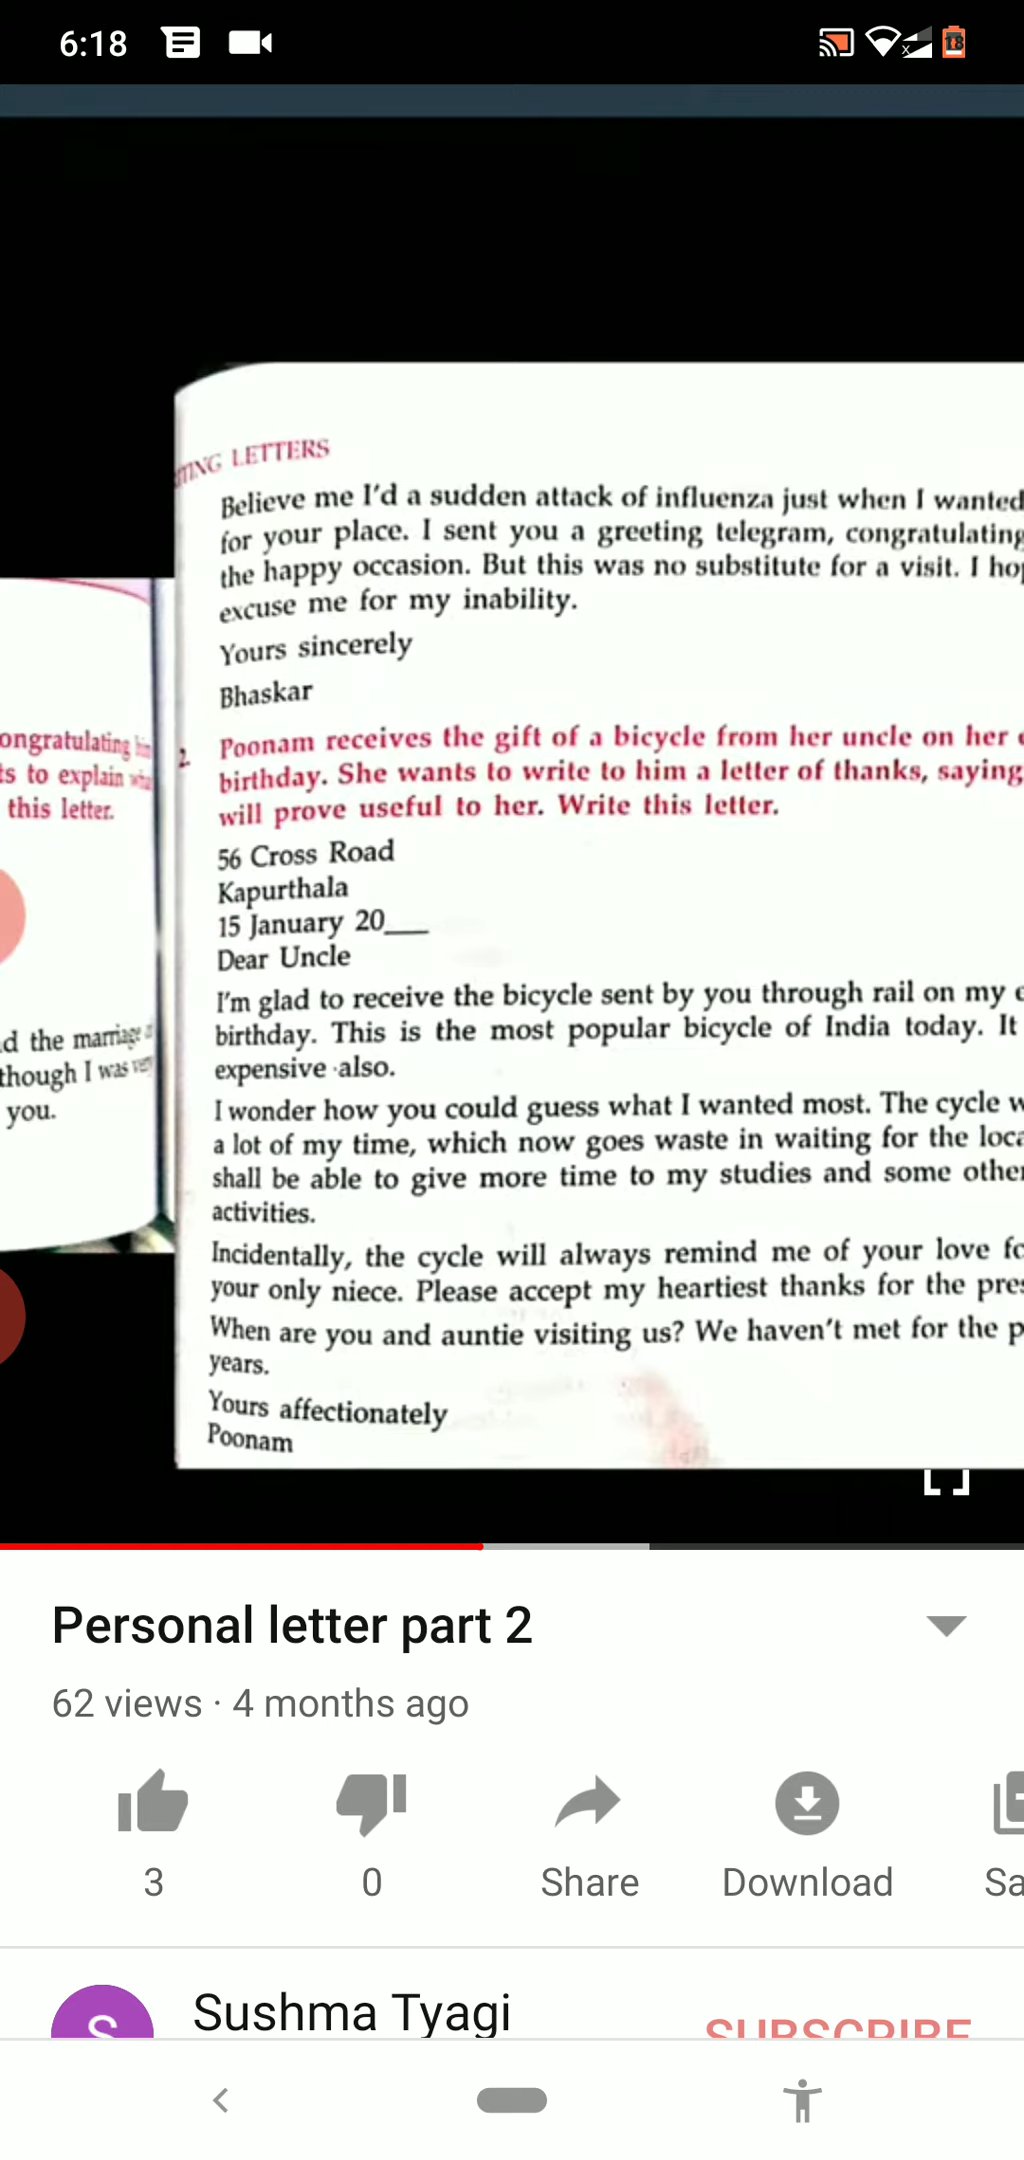 6:18
18
TING LETTERS
Believe me I'd a sudden attack of influenza just when I wanted
for your place. I sent you a greeting telegram, congratulating
the happy occasion. But this was no substitute for a visit. I
excuse me for my inability.
Yours sincerely
Bhaskar
ongratulating
ts to explain
this letter.
2. Poonam receives the gift of a bicycle from her uncle on her
birthday. She wants to write to him a letter of thanks, saying
will prove useful to her. Write this letter.
56 Cross Road
Kapurthala
15 January 20___
Dear Uncle
I'm glad to receive the bicycle sent by you through rail on my
birthday. This is the most popular bicycle of India today. It
expensive also.
d the marriage
though I was
you.
I wonder how you could guess what I wanted most. The cycle
a lot of my time, which now goes waste in waiting for the
shall be able to give more time to my studies and some
activities.
Incidentally, the cycle will always remind me of your love
your only niece. Please accept my heartiest thanks for the
When are you and auntie visiting us? We haven't met for the
years.
Yours affectionately
Poonam
Personal letter part 2
62 views · 4 months ago
3
0
Share
Download
Sa
S
Sushma Tyagi
SUBSCRIBE